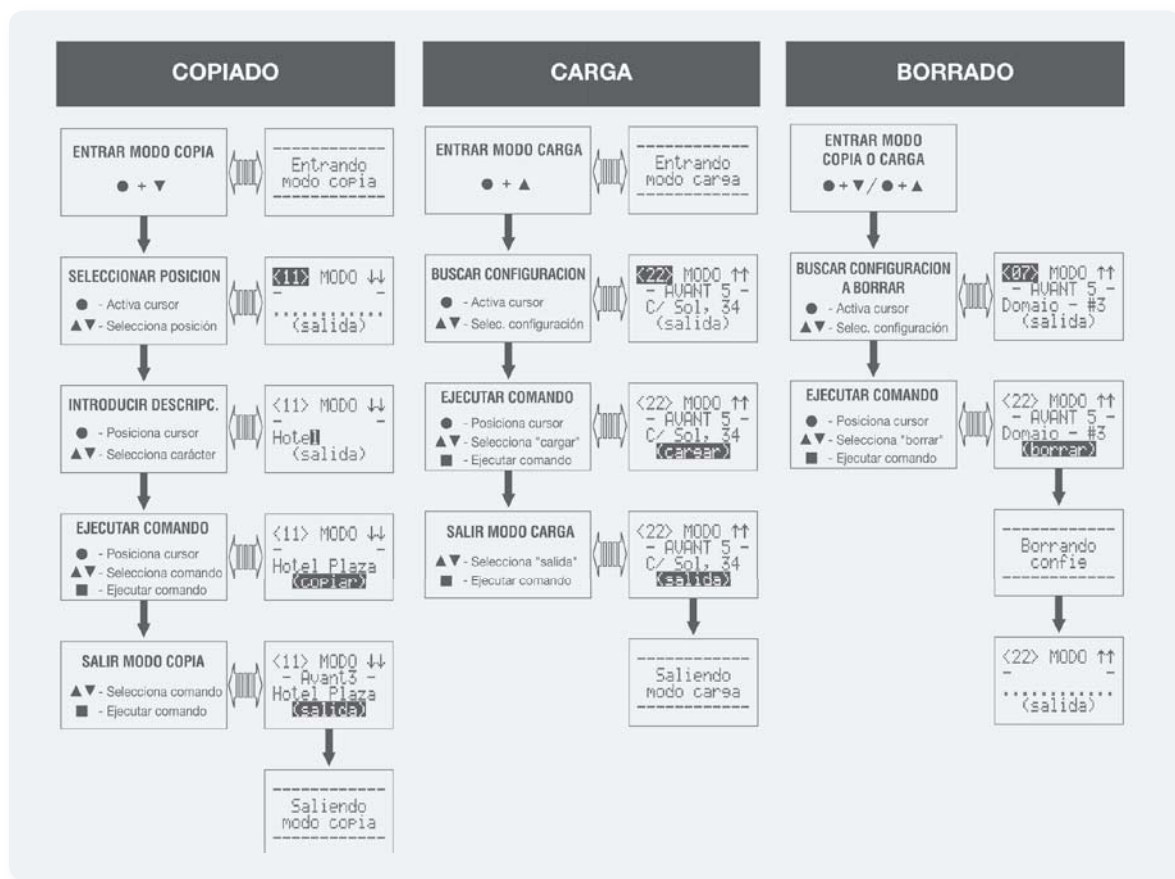 COPIADO
ENTRAR MODO COPIA
● + ▼
Entrando
modo copia
SELECCIONAR POSICION
● - Activa cursor
▲▼ - Selecciona posición
<11> MODO ↓↓
- -
............
(salida)
INTRODUCIR DESCRIPC.
● - Posiciona cursor
▲▼ - Selecciona carácter
<11> MODO ↓↓
- -
Hotel
(salida)
EJECUTAR COMANDO
● - Posiciona cursor
▲▼ - Selecciona comando
■ - Ejecutar comando
<11> MODO ↓↓
- -
Hotel Plaza
(copiar)
SALIR MODO COPIA
▲▼ - Selecciona comando
■ - Ejecutar comando
<11> MODO ↓↓
- Avant3 -
Hotel Plaza
(salida)
Saliendo
modo copia
CARGA
ENTRAR MODO CARGA
● + ▲
Entrando
modo carga
BUSCAR CONFIGURACION
● - Activa cursor
▲▼ - Selec. configuración
<22> MODO ↑↑
- AVANT 5 -
C/ Sol, 34
(salida)
EJECUTAR COMANDO
● - Posiciona cursor
▲▼ - Selecciona "cargar"
■ - Ejecutar comando
<22> MODO ↑↑
- AVANT 5 -
C/ Sol, 34
(cargar)
SALIR MODO CARGA
▲▼ - Selecciona "salida"
■ - Ejecutar comando
<22> MODO ↑↑
- AVANT 5 -
C/ Sol, 34
(salida)
Saliendo
modo carga
BORRADO
ENTRAR MODO
COPIA O CARGA
● + ▼ / ● + ▲
BUSCAR CONFIGURACION
A BORRAR
● - Activa cursor
▲▼ - Selec. configuración
<07> MODO ↑↑
- AVANT 5 -
Domaio - #3
(salida)
EJECUTAR COMANDO
● - Posiciona cursor
▲▼ - Selecciona "borrar"
■ - Ejecutar comando
<22> MODO ↑↑
- AVANT 5 -
Domaio - #3
(borrar)
Borrando
config
<22> MODO ↑↑
- -
............
(salida)